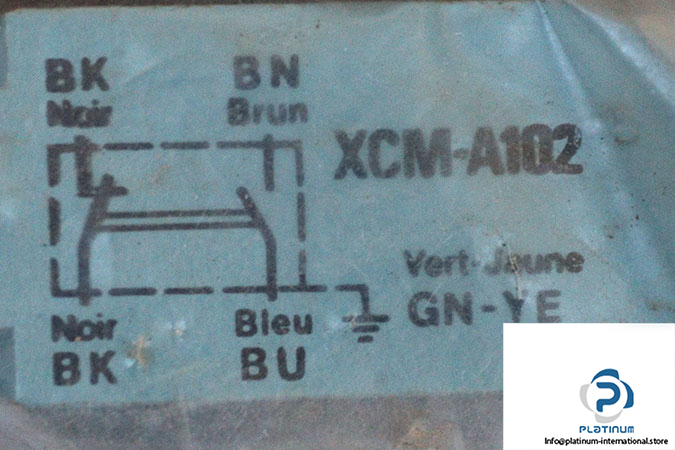 BK BN
Noir Brun
XCM-A102
Vert-Jaune
GN-YE
Noir Bleu
BK BU
PLATINUM
Info@platinum-international.store